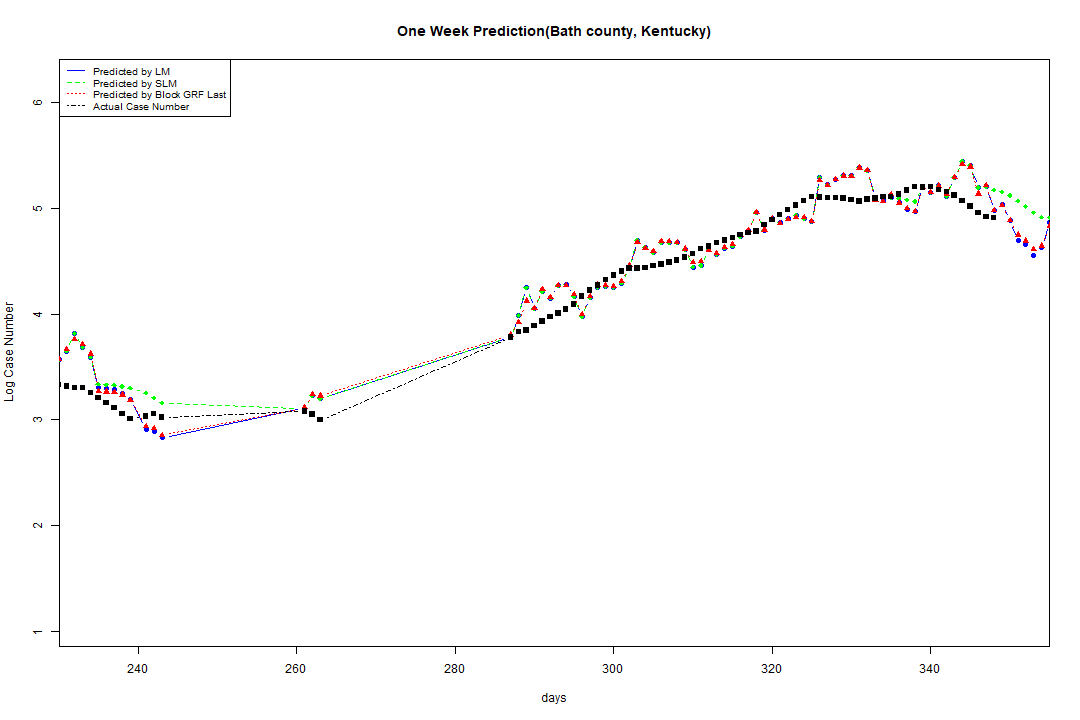 One Week Prediction(Bath county, Kentucky)
Predicted by LM
Predicted by SLM
Predicted by Block GRF Last
Actual Case Number
6
5
4
3
2
1
Log Case Number
240 260 280 300 320 340
days